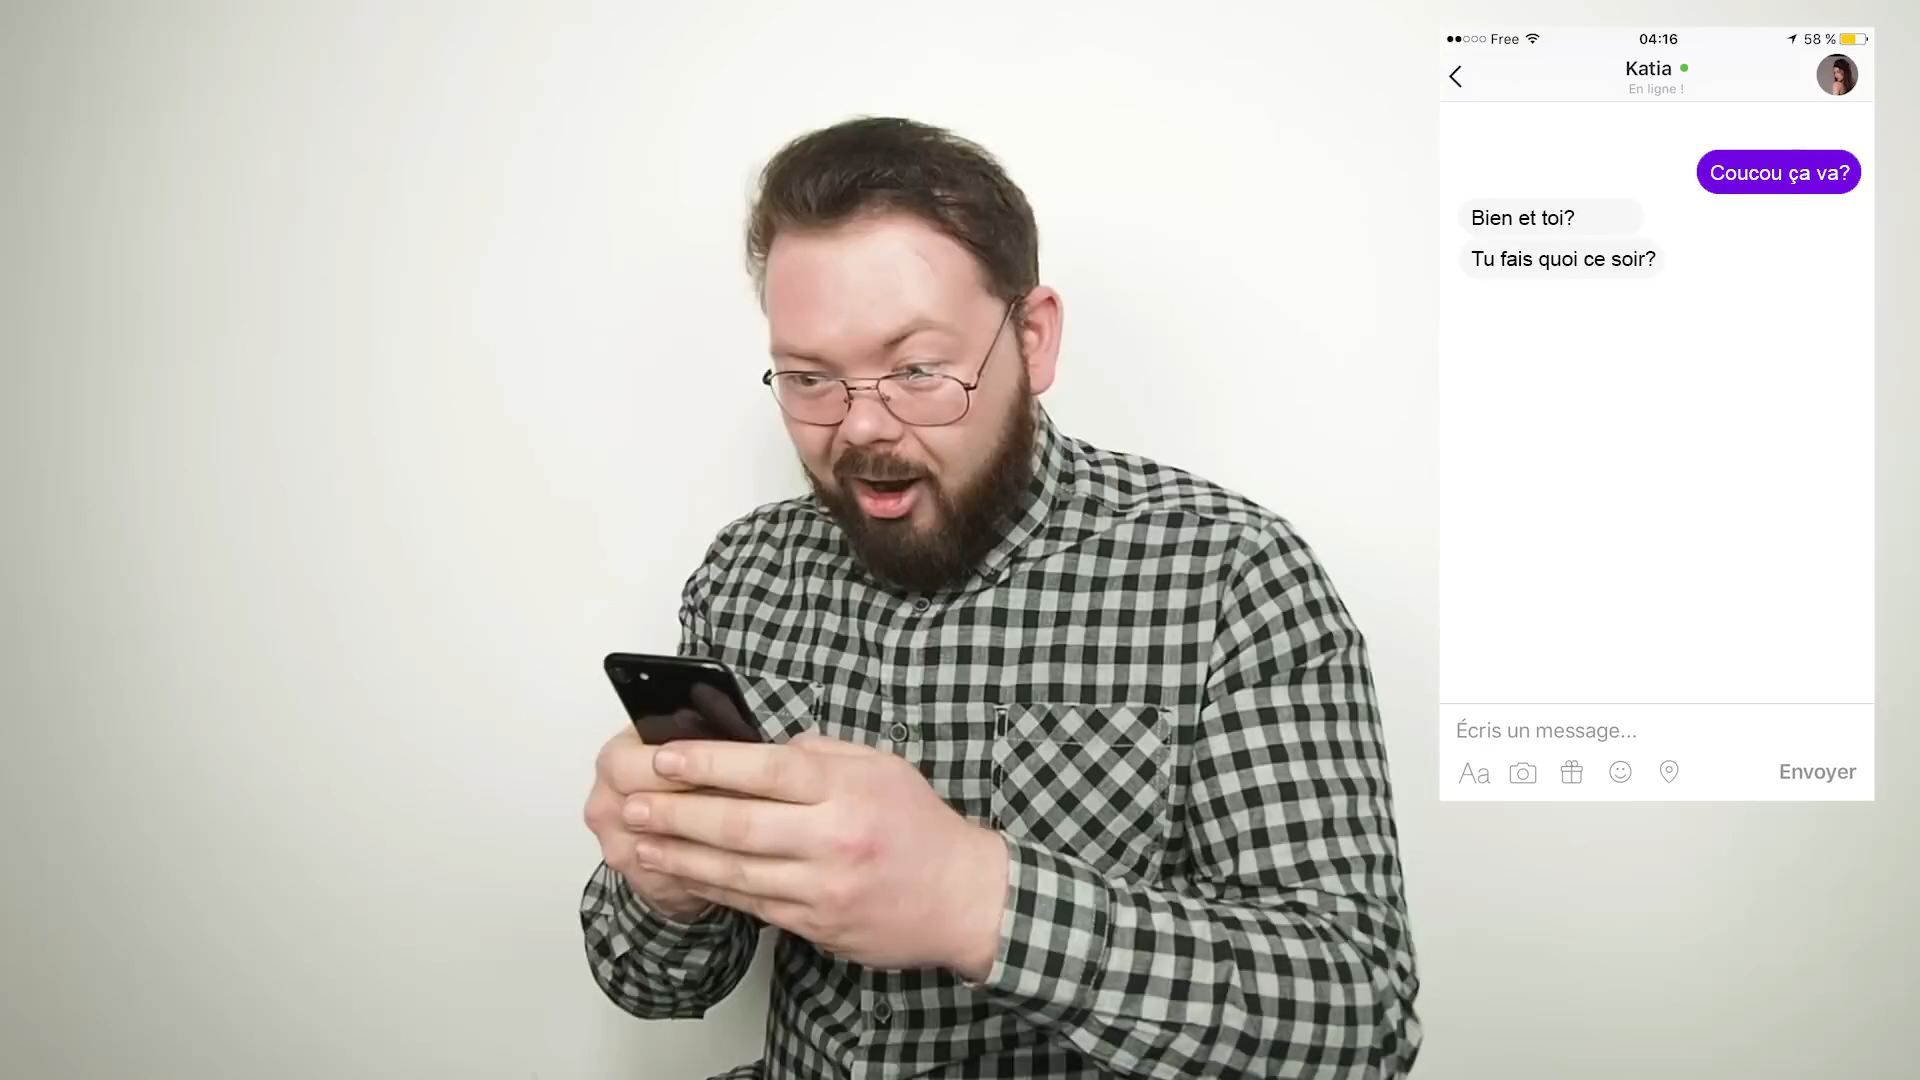 Free 04:16 58 %
Katia
En ligne !
Coucou ça va?
Bien et toi?
Tu fais quoi ce soir?
Écris un message...
Aa Envoyer